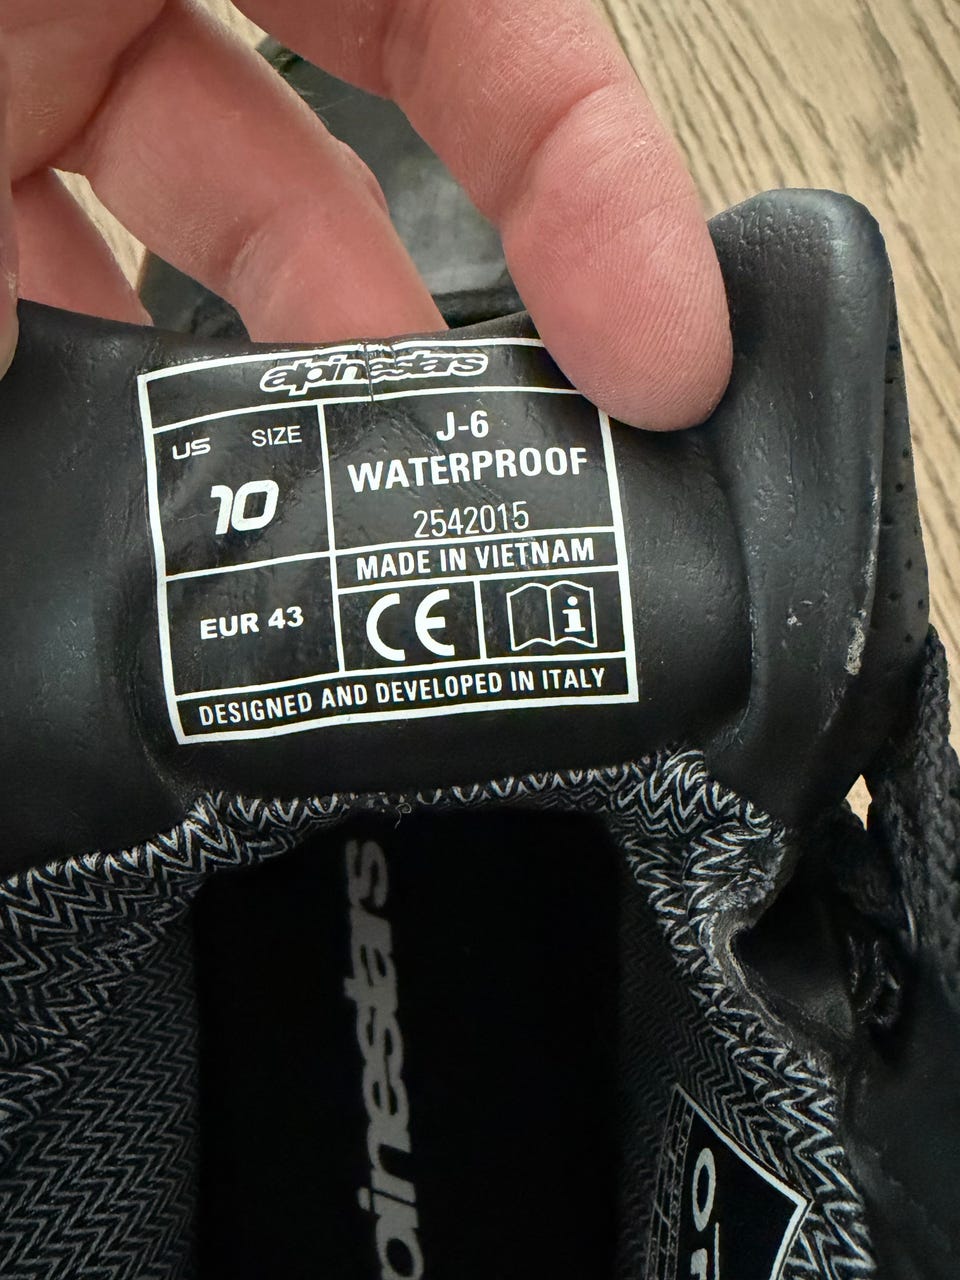 alpinestars
US SIZE
10
J-6
WATERPROOF
2542015
EUR 43
MADE IN VIETNAM
CE
i
DESIGNED AND DEVELOPED IN ITALY
alpinestars